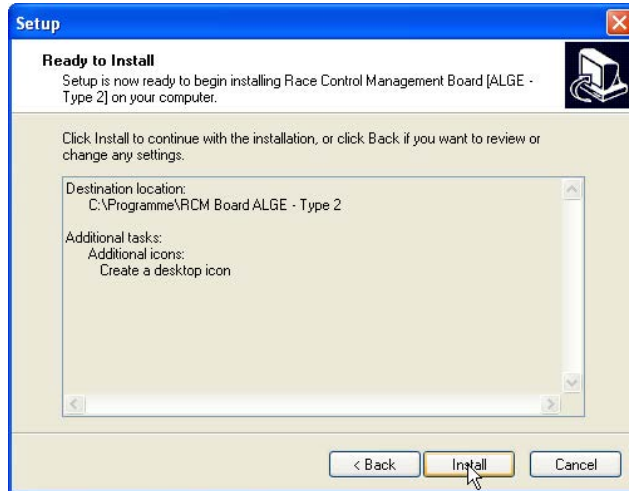 Setup
Ready to Install
Setup is now ready to begin installing Race Control Management Board [ALGE -
Type 2] on your computer.
Click Install to continue with the installation, or click Back if you want to review or
change any settings.
Destination location:
C:\Programme\RCM Board ALGE - Type 2
Additional tasks:
Additional icons:
Create a desktop icon
< Back
Install
Cancel